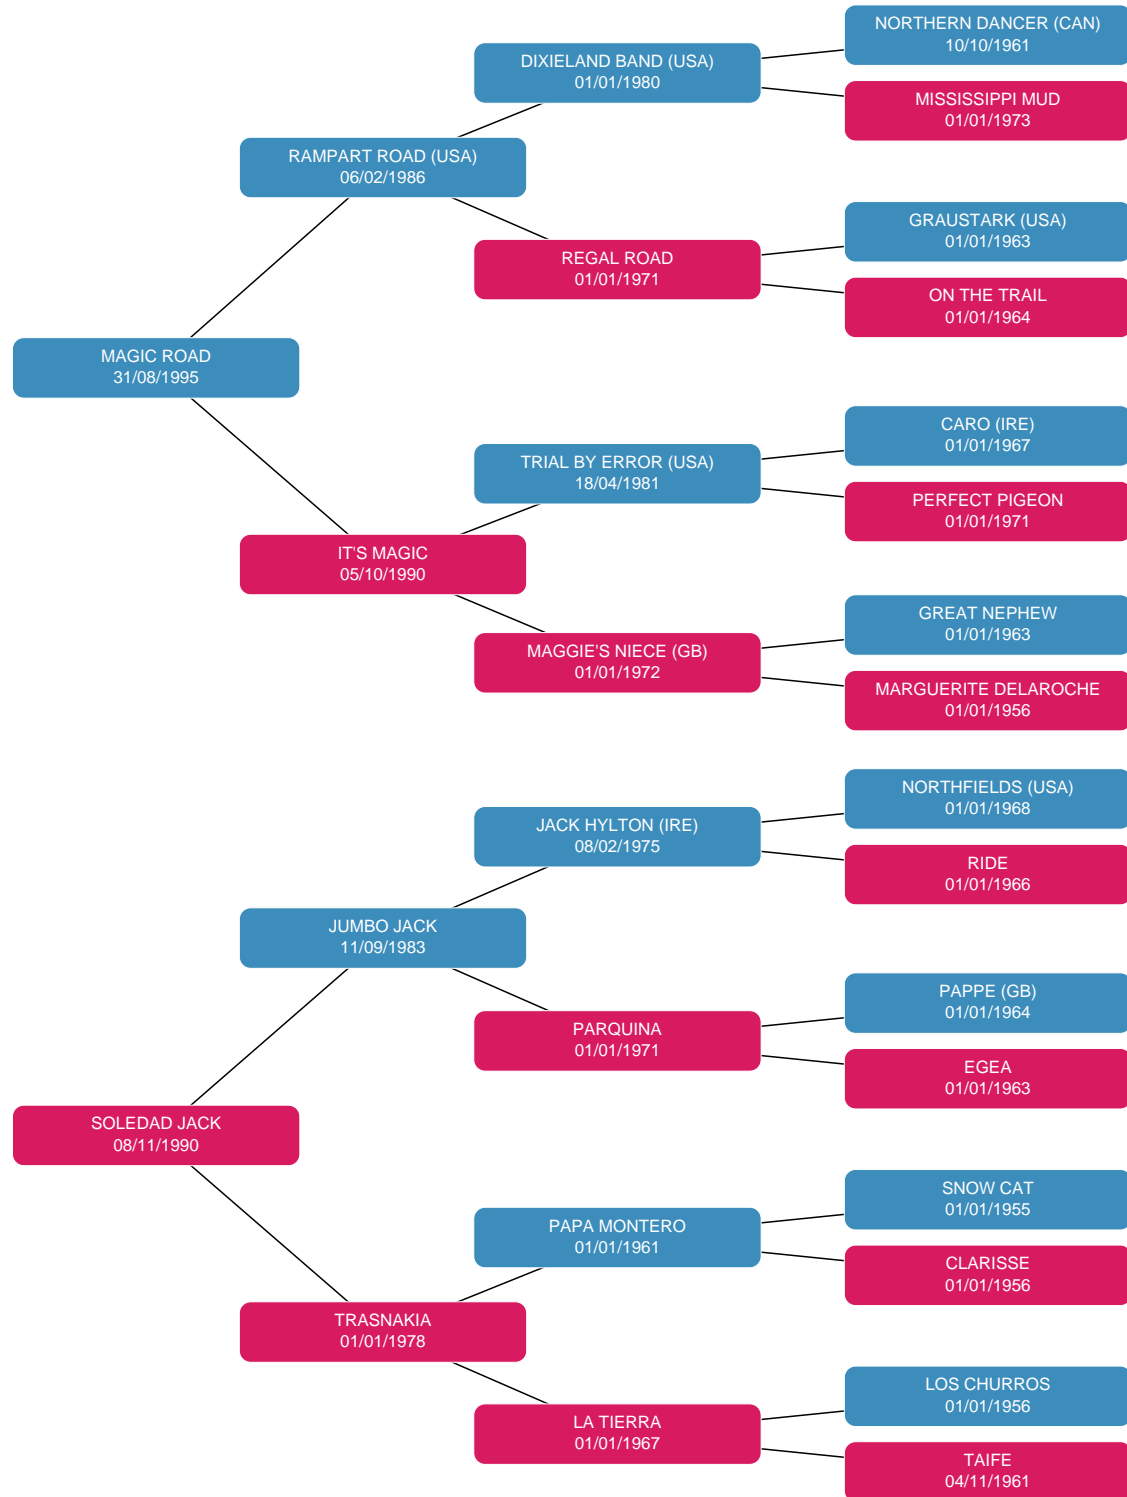 NORTHERN DANCER (CAN)
10/10/1961
DIXIELAND BAND (USA)
01/01/1980
MISSISSIPPI MUD
01/01/1973
RAMPART ROAD (USA)
06/02/1986
GRAUSTARK (USA)
01/01/1963
REGAL ROAD
01/01/1971
ON THE TRAIL
01/01/1964
MAGIC ROAD
31/08/1995
CARO (IRE)
01/01/1967
TRIAL BY ERROR (USA)
18/04/1981
PERFECT PIGEON
01/01/1971
IT'S MAGIC
05/10/1990
GREAT NEPHEW
01/01/1963
MAGGIE'S NIECE (GB)
01/01/1972
MARGUERITE DELAROCHE
01/01/1956
NORTHFIELDS (USA)
01/01/1968
JACK HYLTON (IRE)
08/02/1975
RIDE
01/01/1966
JUMBO JACK
11/09/1983
PAPPE (GB)
01/01/1964
PARQUINA
01/01/1971
EGEA
01/01/1963
SOLEDAD JACK
08/11/1990
SNOW CAT
01/01/1955
PAPA MONTERO
01/01/1961
CLARISSE
01/01/1956
TRASNAKIA
01/01/1978
LOS CHURROS
01/01/1956
LA TIERRA
01/01/1967
TAIFE
04/11/1961